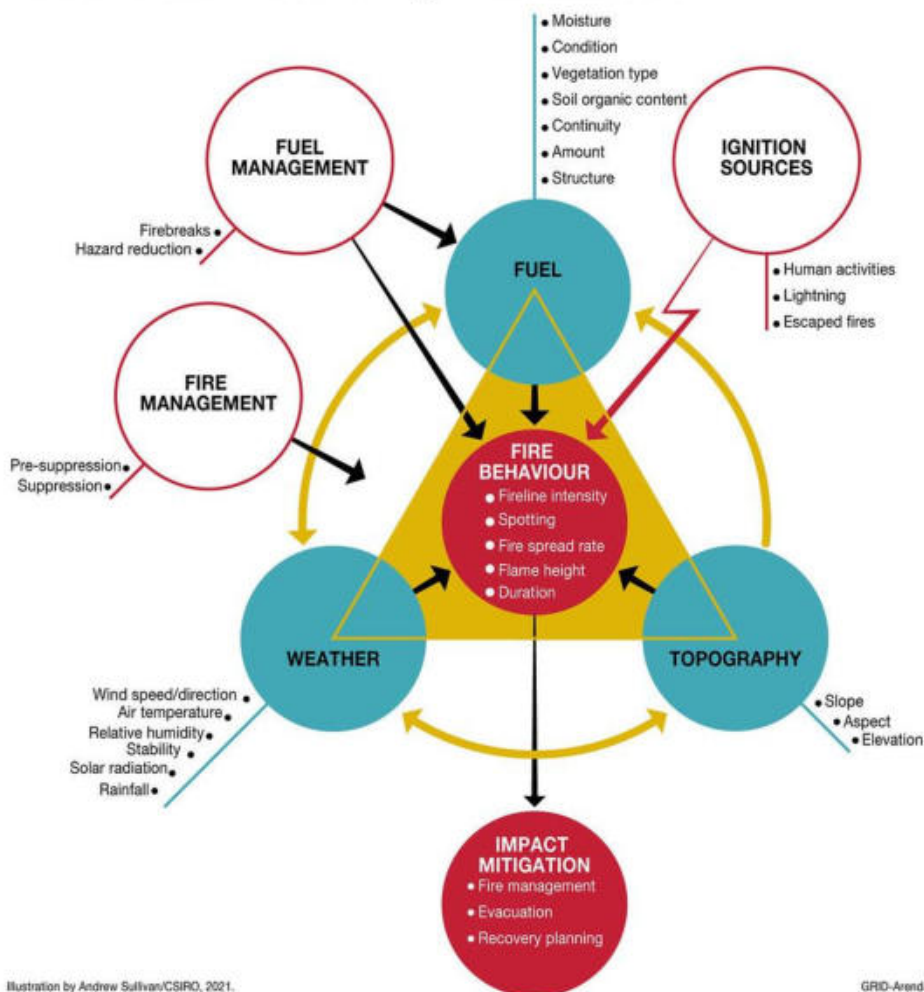 • Moisture
• Condition
• Vegetation type
• Soil organic content
• Continuity
• Amount
• Structure
FUEL
MANAGEMENT
Firebreaks •
Hazard reduction •
IGNITION
SOURCES
• Human activities
• Lightning
• Escaped fires
FUEL
FIRE
MANAGEMENT
Pre-suppression •
Suppression •
FIRE
BEHAVIOUR
• Fireline intensity
• Spotting
• Fire spread rate
• Flame height
• Duration
WEATHER
Wind speed/direction •
Air temperature •
Relative humidity •
Stability •
Solar radiation •
Rainfall •
TOPOGRAPHY
• Slope
• Aspect
• Elevation
IMPACT
MITIGATION
• Fire management
• Evacuation
• Recovery planning
Illustration by Andrew Sullivan/CSIRO, 2021.